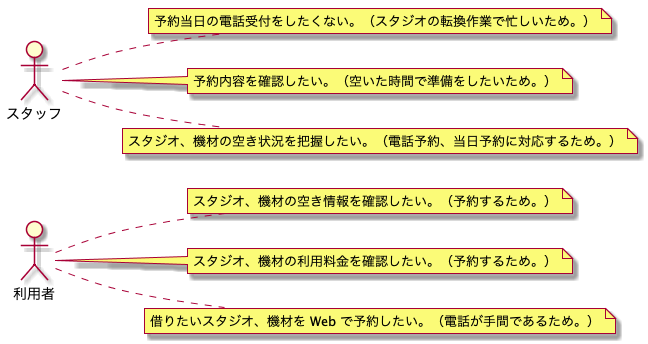 予約当日の電話受付をしたくない。（スタジオの転換作業で忙しいため。）
スタッフ
予約内容を確認したい。（空いた時間で準備をしたいため。）
スタジオ、機材の空き状況を把握したい。（電話予約、当日予約に対応するため。）
スタジオ、機材の空き情報を確認したい。（予約するため。）
利用者
スタジオ、機材の利用料金を確認したい。（予約するため。）
借りたいスタジオ、機材を Web で予約したい。（電話が手間であるため。）